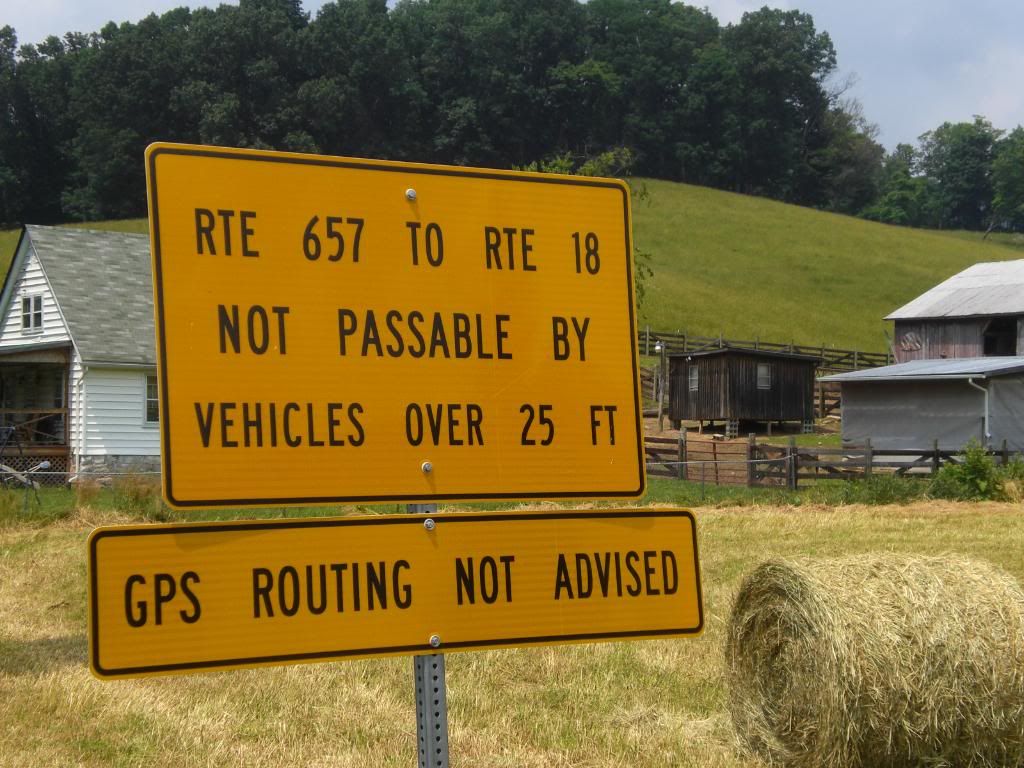 RTE 657 TO RTE 18
NOT PASSABLE BY
VEHICLES OVER 25 FT
GPS ROUTING NOT ADVISED